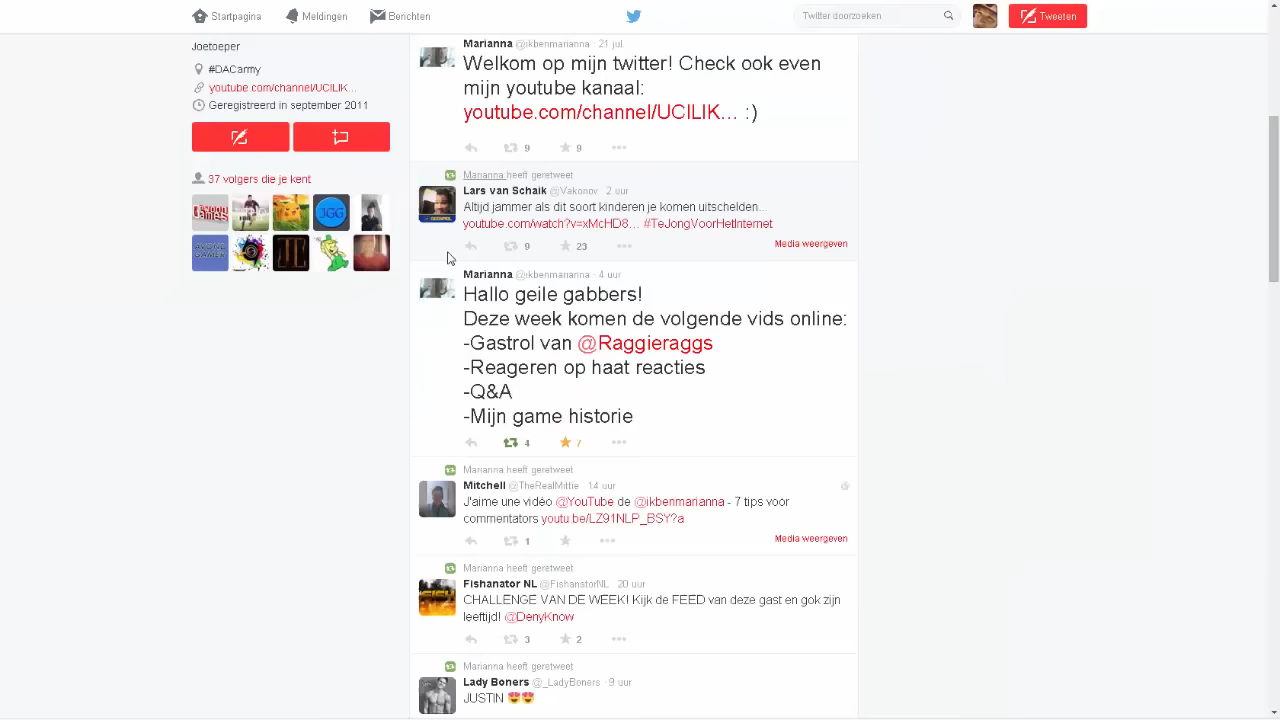 Startpagina Meldingen Berichten Twitter doorzoeken Tweeten
Joetoeper
#DACarmy
youtube.com/channel/UCILIK...
Geregistreerd in september 2011
37 volgers die je kent
JGG
Marianna @ikbenmarianna · 21 jul.
Welkom op mijn twitter! Check ook even
mijn youtube kanaal:
youtube.com/channel/UCILIK... :)
9 9
Marianna heeft geretweet
Lars van Schaik @Vakonov · 2 uur
Altijd jammer als dit soort kinderen je komen uitschelden...
youtube.com/watch?v=xMcHD8... #TeJongVoorHetInternet
9 23 Media weergeven
Marianna @ikbenmarianna · 4 uur
Hallo geile gabbers!
Deze week komen de volgende vids online:
-Gastrol van @Raggieraggs
-Reageren op haat reacties
-Q&A
-Mijn game historie
4 7
Marianna heeft geretweet
Mitchell @TheRealMittie · 14 uur
J'aime une vidéo @YouTube de @ikbenmarianna - 7 tips voor
commentators youtu.be/LZ91NLP_BSY?a
1 Media weergeven
Marianna heeft geretweet
Fishanator NL @FishanatorNL · 20 uur
CHALLENGE VAN DE WEEK! Kijk de FEED van deze gast en gok zijn
leeftijd! @DenyKnow
3 2
Marianna heeft geretweet
Lady Boners @_LadyBoners · 9 uur
JUSTIN 😍😍